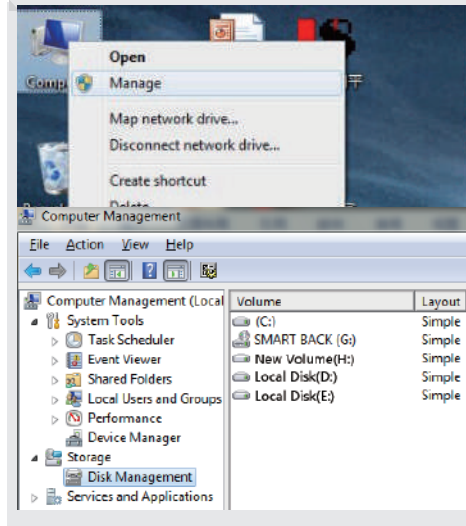 Open
Manage
Map network drive...
Disconnect network drive...
Create shortcut
Delete
Computer Management
File Action View Help
Computer Management (Local
System Tools
Task Scheduler
Event Viewer
Shared Folders
Local Users and Groups
Performance
Device Manager
Storage
Disk Management
Services and Applications
Volume Layout
(C:) Simple
SMART BACK (G:) Simple
New Volume(H:) Simple
Local Disk(D:) Simple
Local Disk(E:) Simple